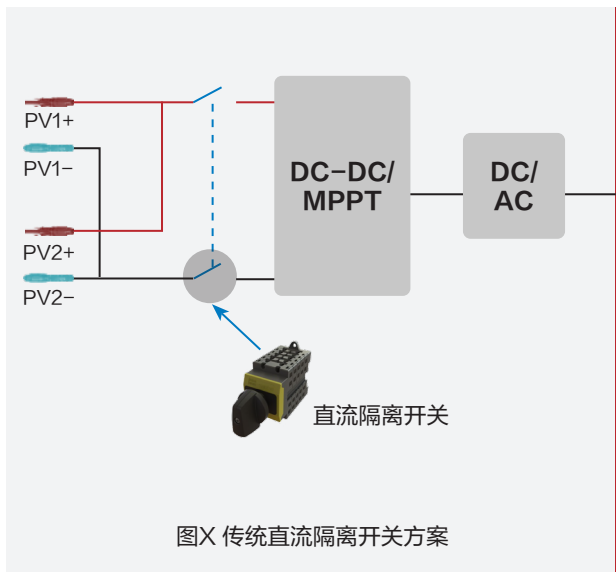 PV1+
PV1−
DC−DC/
MPPT
DC/
AC
PV2+
PV2−
直流隔离开关
图X 传统直流隔离开关方案